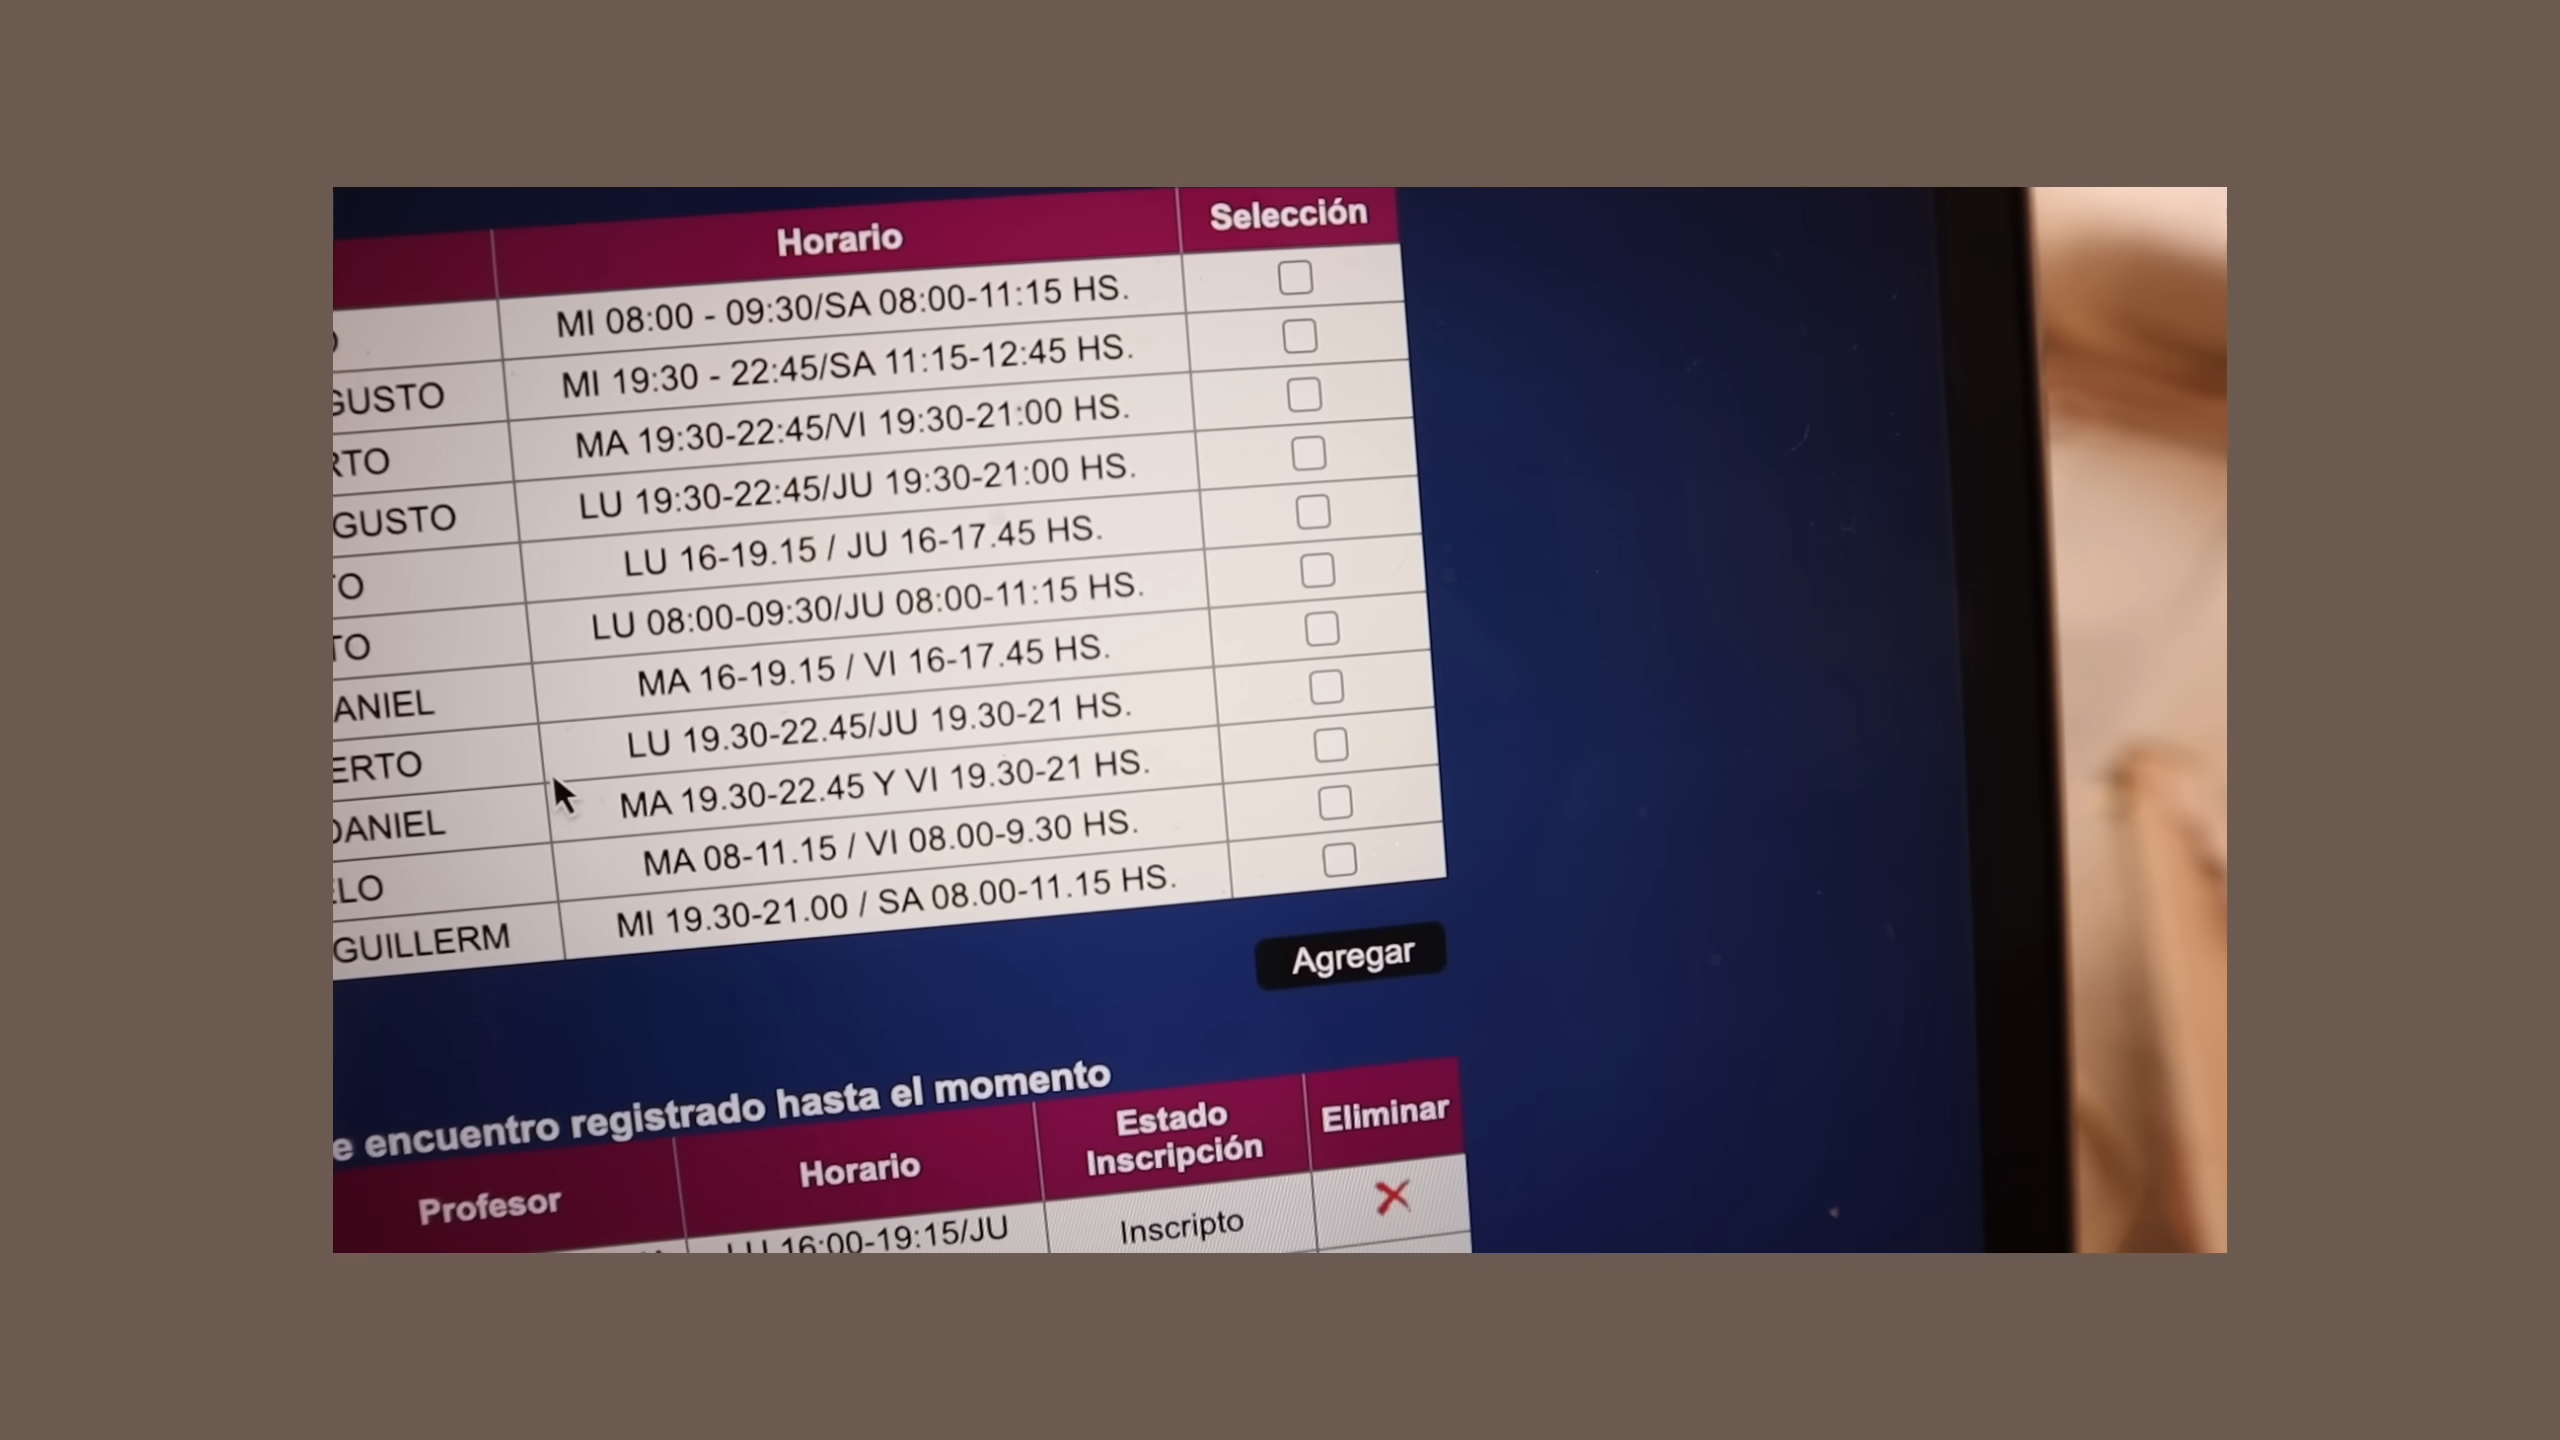 Horario Selección
MI 08:00 - 09:30/SA 08:00-11:15 HS.
GUSTO MI 19:30 - 22:45/SA 11:15-12:45 HS.
RTO MA 19:30-22:45/VI 19:30-21:00 HS.
GUSTO LU 19:30-22:45/JU 19:30-21:00 HS.
TO LU 16-19.15 / JU 16-17.45 HS.
TO LU 08:00-09:30/JU 08:00-11:15 HS.
ANIEL MA 16-19.15 / VI 16-17.45 HS.
ERTO LU 19.30-22.45/JU 19.30-21 HS.
DANIEL MA 19.30-22.45 Y VI 19.30-21 HS.
LO MA 08-11.15 / VI 08.00-9.30 HS.
GUILLERM MI 19.30-21.00 / SA 08.00-11.15 HS.
Agregar
e encuentro registrado hasta el momento
Profesor Horario Estado Inscripción Eliminar
LU 16:00-19:15/JU Inscripto